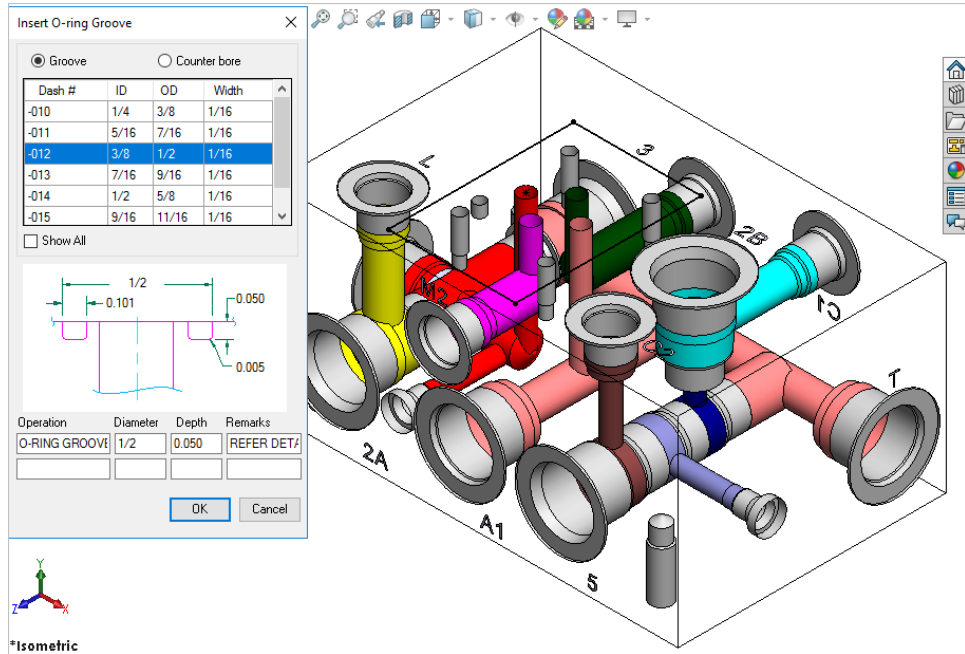 Insert O-ring Groove
Groove Counter bore
Dash # ID OD Width
-010 1/4 3/8 1/16
-011 5/16 7/16 1/16
-012 3/8 1/2 1/16
-013 7/16 9/16 1/16
-014 1/2 5/8 1/16
-015 9/16 11/16 1/16
Show All
1/2
0.101
0.050
0.005
Operation Diameter Depth Remarks
O-RING GROOVE 1/2 0.050 REFER DETA
OK Cancel
3
2B
M2
C1
C2
T
2A
A1
5
Y
Z
X
*Isometric